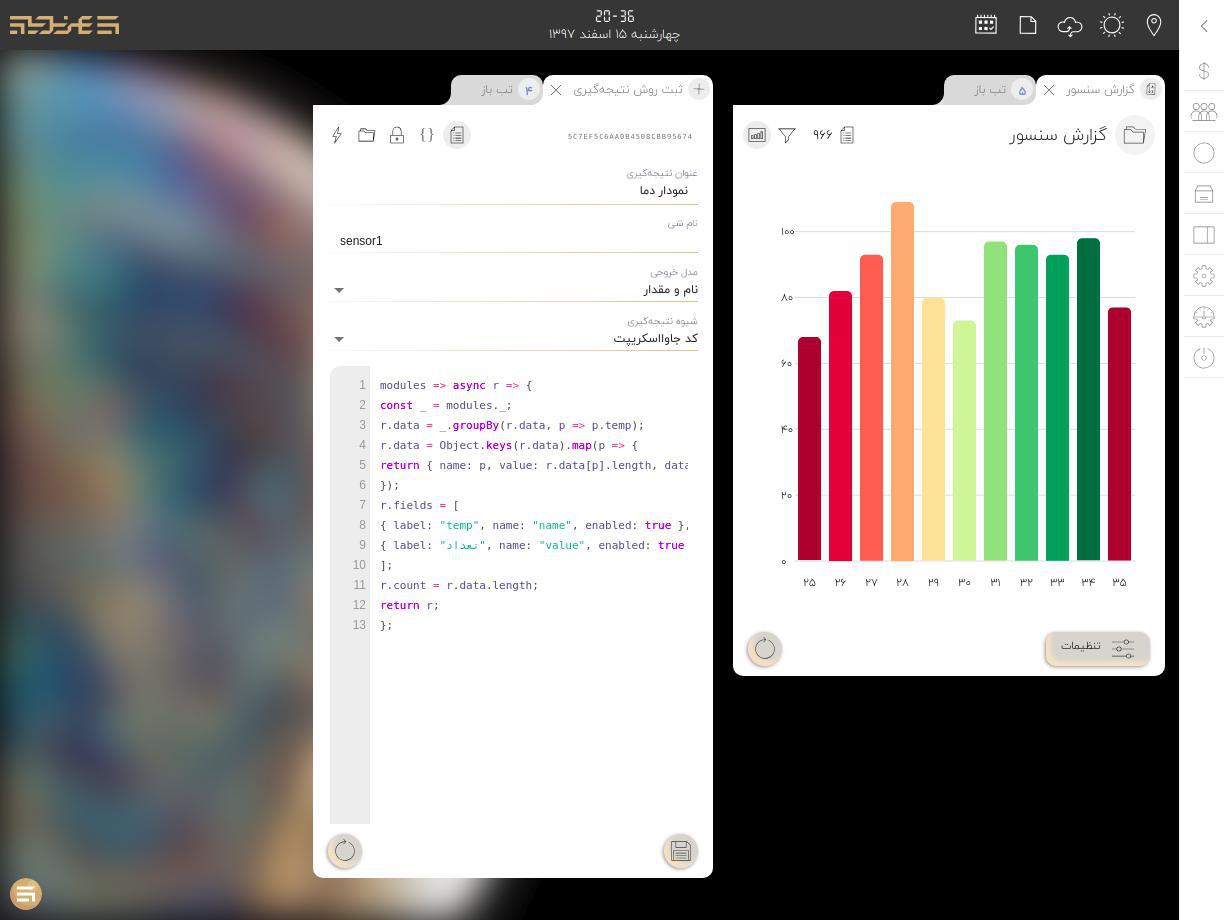 20-36
چهارشنبه ۱۵ اسفند ۱۳۹۷
گزارش سنسور
۵ تب باز
گزارش سنسور
۹۶۶
۱۰۰
۸۰
۶۰
۴۰
۲۰
۰
۲۵ ۲۶ ۲۷ ۲۸ ۲۹ ۳۰ ۳۱ ۳۲ ۳۳ ۳۴ ۳۵
تنظیمات
ثبت روش نتیجه‌گیری
۴ تب باز
5C7EF5C6AA0B4508CBB95674
عنوان نتیجه‌گیری
نمودار دما
نام شی
sensor1
مدل خروجی
نام و مقدار
شیوه نتیجه‌گیری
کد جاوااسکریپت
1 modules => async r => {
2 const _ = modules._;
3 r.data = _.groupBy(r.data, p => p.temp);
4 r.data = Object.keys(r.data).map(p => {
5 return { name: p, value: r.data[p].length, data
6 });
7 r.fields = [
8 { label: "temp", name: "name", enabled: true },
9 { label: "تعداد", name: "value", enabled: true
10 ];
11 r.count = r.data.length;
12 return r;
13 };